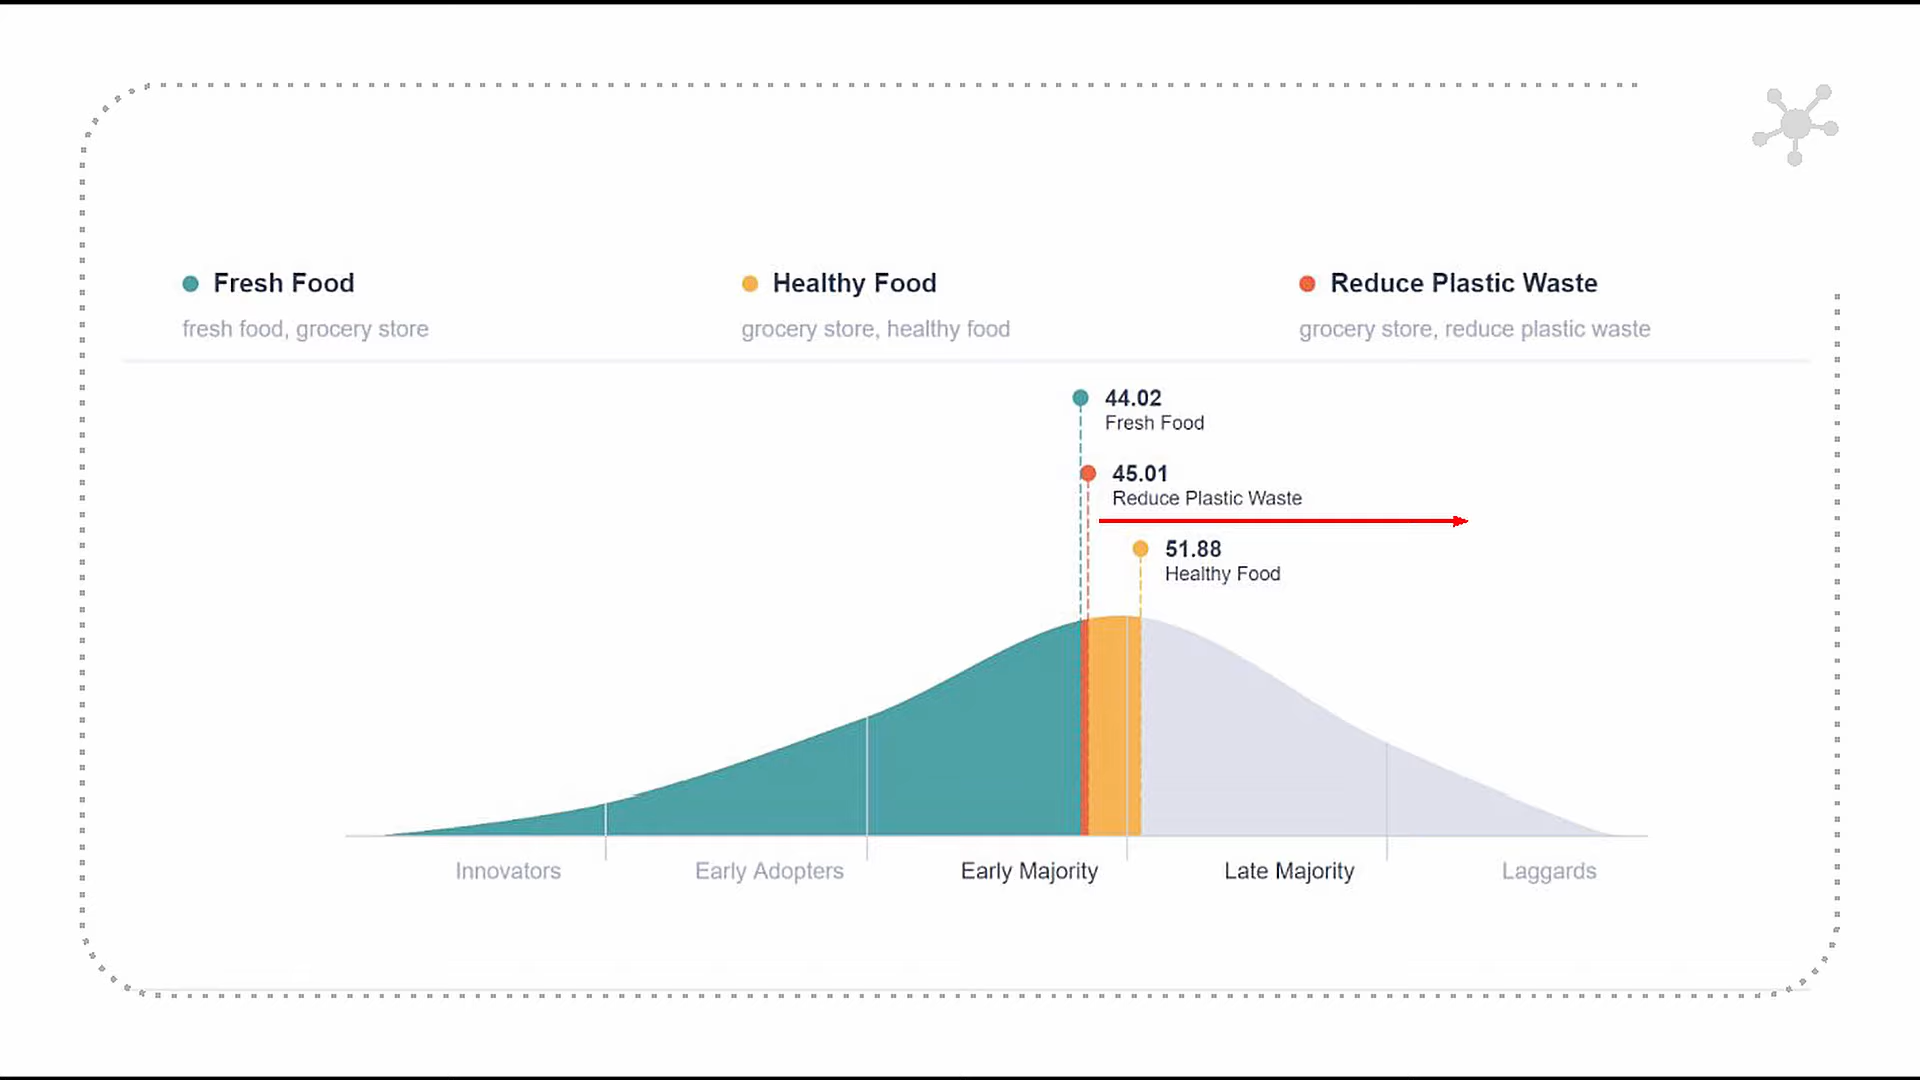 Fresh Food
fresh food, grocery store
Healthy Food
grocery store, healthy food
Reduce Plastic Waste
grocery store, reduce plastic waste
44.02
Fresh Food
45.01
Reduce Plastic Waste
51.88
Healthy Food
Innovators
Early Adopters
Early Majority
Late Majority
Laggards